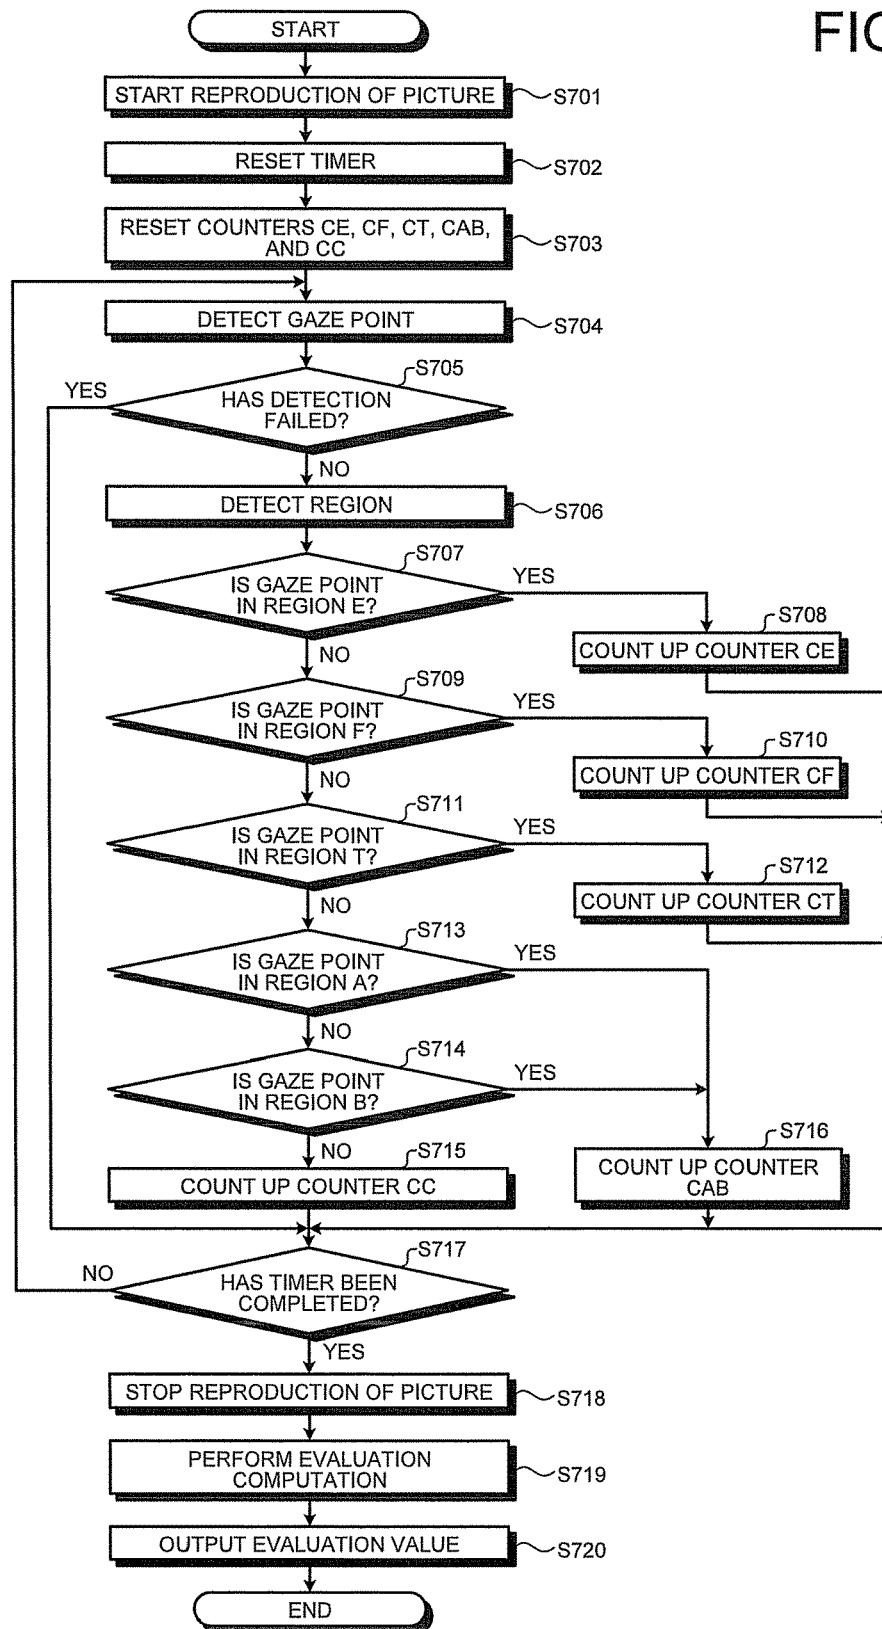 START
FIG
START REPRODUCTION OF PICTURE
S701
RESET TIMER
S702
RESET COUNTERS CE, CF, CT, CAB,
AND CC
S703
DETECT GAZE POINT
S704
S705
YES
HAS DETECTION
FAILED?
NO
DETECT REGION
S706
S707
IS GAZE POINT
IN REGION E?
YES
S708
COUNT UP COUNTER CE
NO
S709
IS GAZE POINT
IN REGION F?
YES
S710
COUNT UP COUNTER CF
NO
S711
IS GAZE POINT
IN REGION T?
YES
S712
COUNT UP COUNTER CT
NO
S713
IS GAZE POINT
IN REGION A?
YES
NO
S714
IS GAZE POINT
IN REGION B?
YES
NO
S715
COUNT UP COUNTER CC
S716
COUNT UP COUNTER
CAB
S717
NO
HAS TIMER BEEN
COMPLETED?
YES
STOP REPRODUCTION OF PICTURE
S718
PERFORM EVALUATION
COMPUTATION
S719
OUTPUT EVALUATION VALUE
S720
END